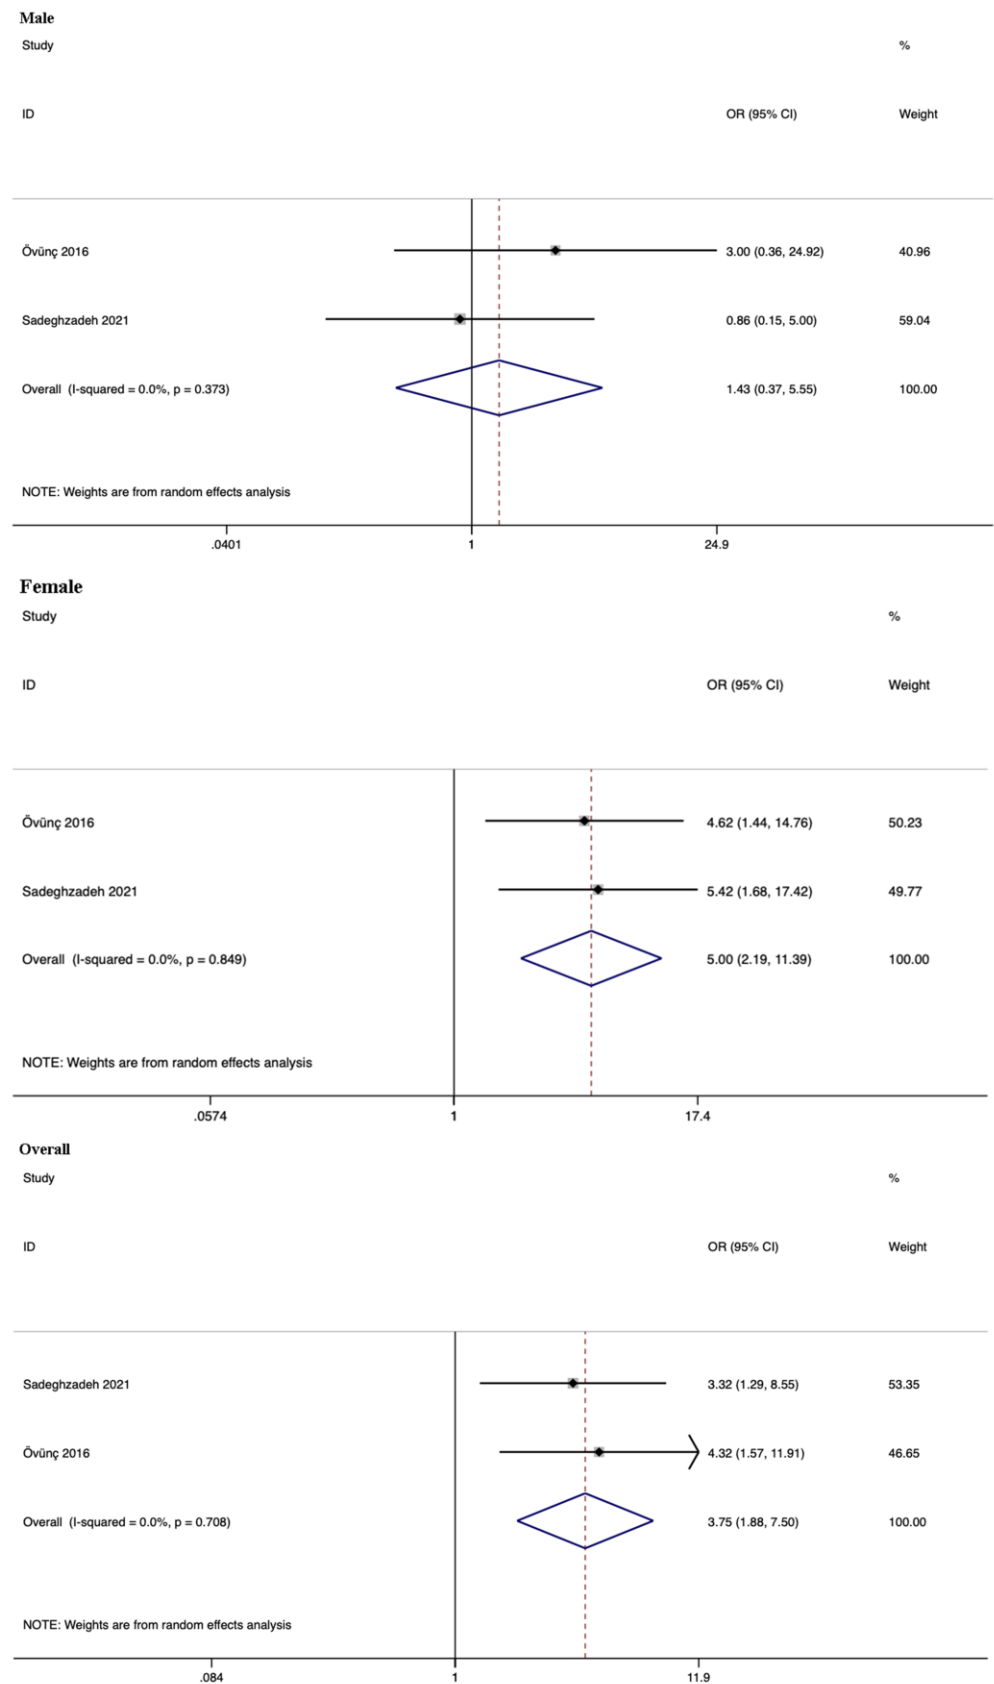 Male
Study %
ID OR (95% CI) Weight
Övünç 2016 3.00 (0.36, 24.92) 40.96
Sadeghzadeh 2021 0.86 (0.15, 5.00) 59.04
Overall (I-squared = 0.0%, p = 0.373) 1.43 (0.37, 5.55) 100.00
NOTE: Weights are from random effects analysis
.0401 1 24.9
Female
Study %
ID OR (95% CI) Weight
Övünç 2016 4.62 (1.44, 14.76) 50.23
Sadeghzadeh 2021 5.42 (1.68, 17.42) 49.77
Overall (I-squared = 0.0%, p = 0.849) 5.00 (2.19, 11.39) 100.00
NOTE: Weights are from random effects analysis
.0574 1 17.4
Overall
Study %
ID OR (95% CI) Weight
Sadeghzadeh 2021 3.32 (1.29, 8.55) 53.35
Övünç 2016 4.32 (1.57, 11.91) 46.65
Overall (I-squared = 0.0%, p = 0.708) 3.75 (1.88, 7.50) 100.00
NOTE: Weights are from random effects analysis
.084 1 11.9